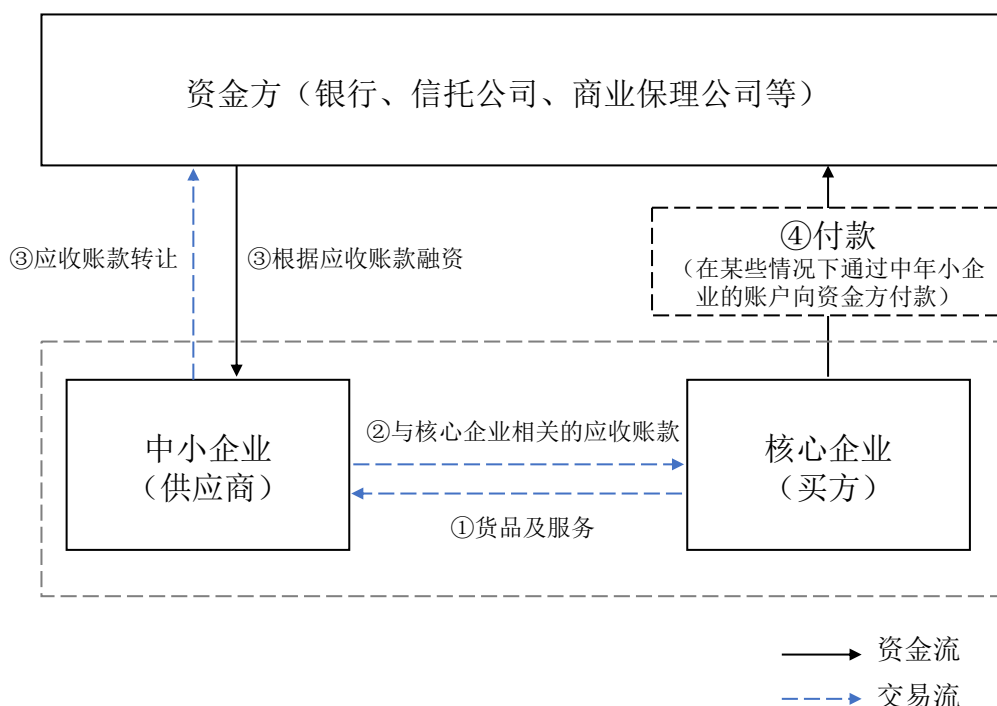 资金方（银行、信托公司、商业保理公司等）
③应收账款转让
③根据应收账款融资
④付款
（在某些情况下通过中年小企
业的账户向资金方付款）
中小企业
（供应商）
②与核心企业相关的应收账款
①货品及服务
核心企业
（买方）
资金流
交易流